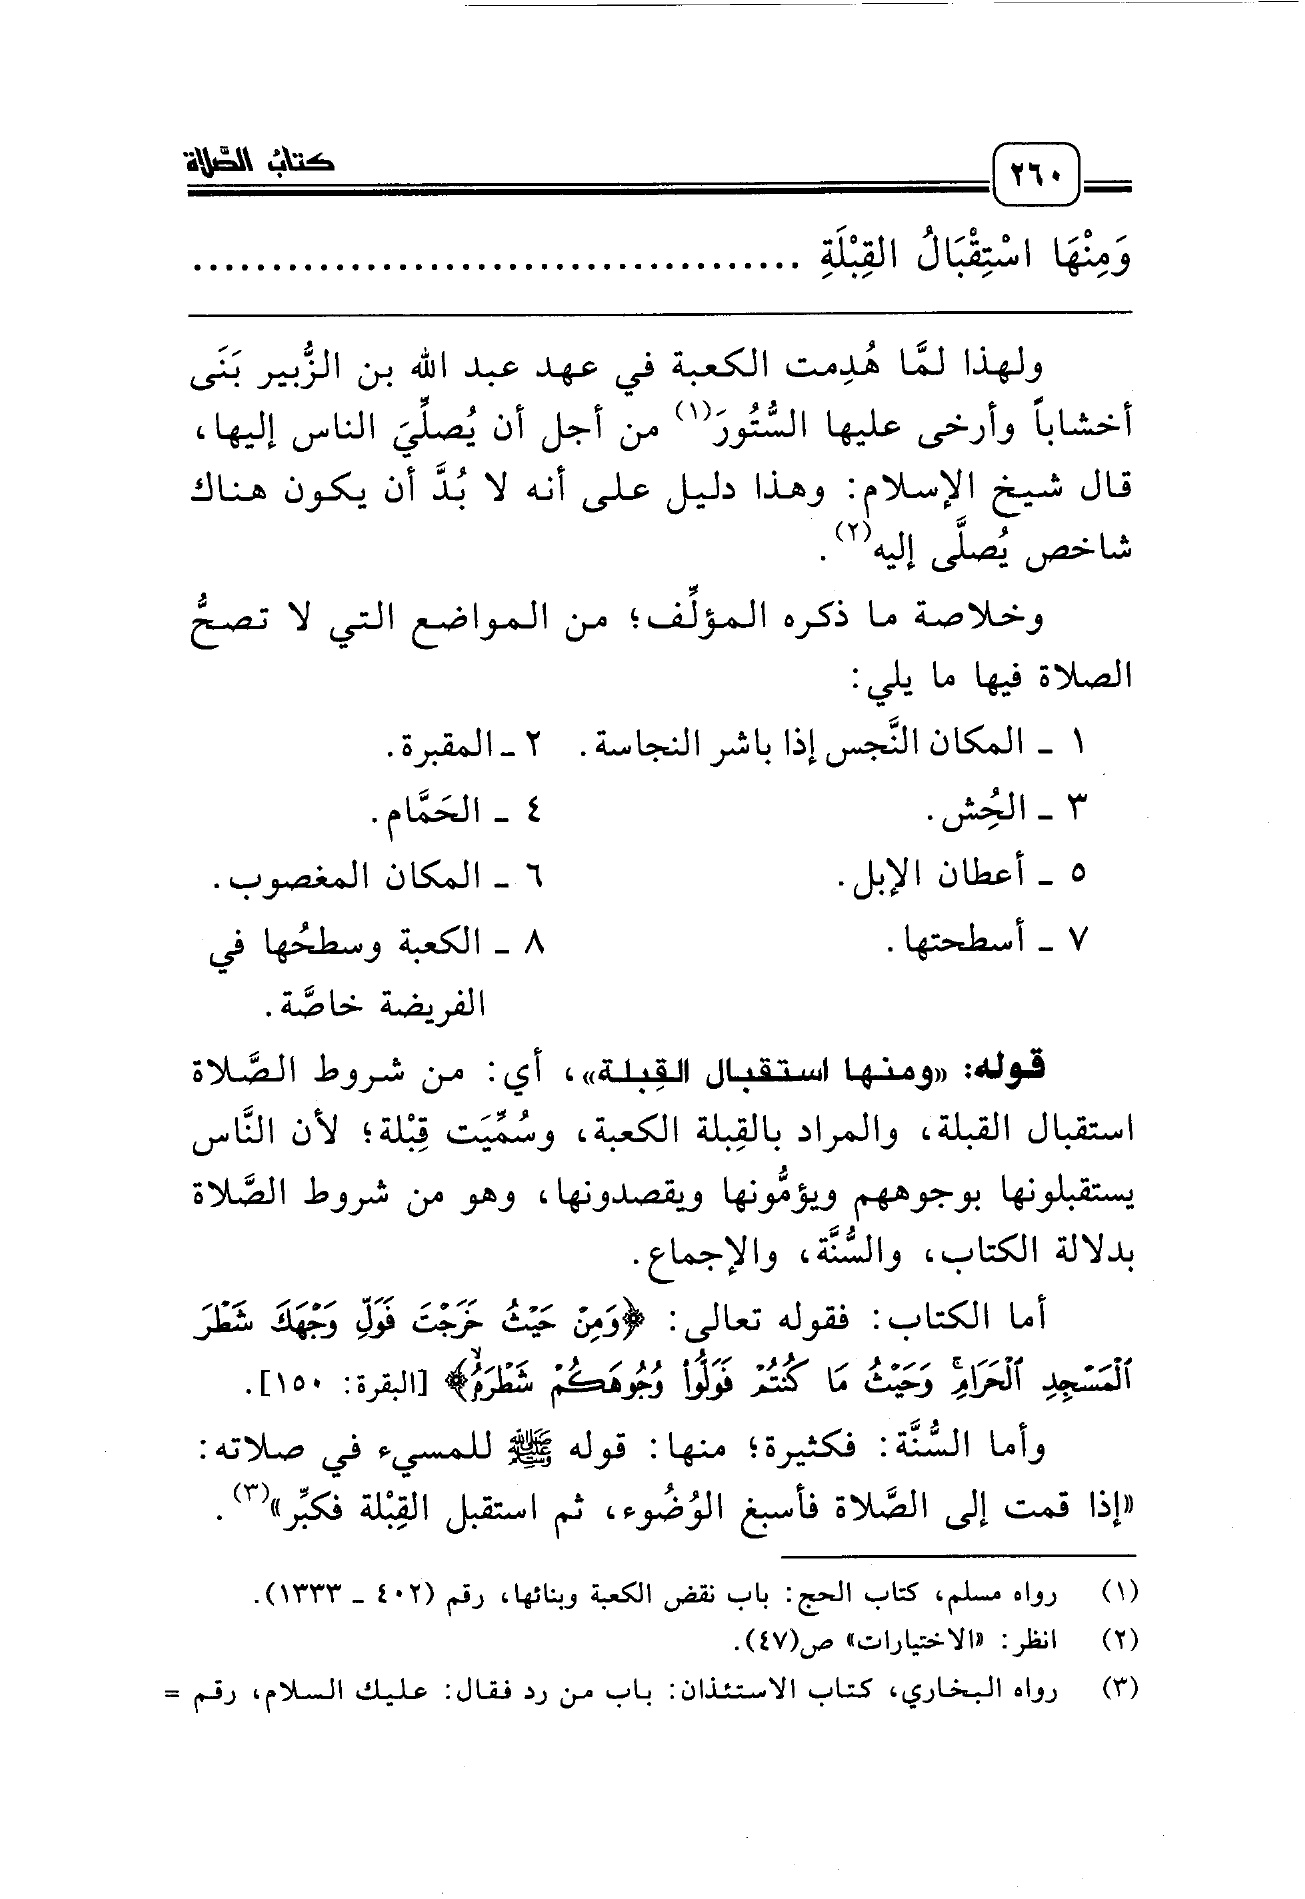 كتاب الصَّلاة
٢٦٠
وَمِنْهَا اسْتِقْبَالُ القِبْلَةِ ......................................
ولهذا لمَّا هُدِمت الكعبة في عهد عبد الله بن الزُّبير بَنَى
أخشاباً وأرخى عليها السُّتُورَ(١) من أجل أن يُصلِّيَ الناس إليها،
قال شيخ الإسلام: وهذا دليل على أنه لا بُدَّ أن يكون هناك
شاخص يُصلَّى إليه(٢).
وخلاصة ما ذكره المؤلِّف؛ من المواضع التي لا تصحُّ
الصلاة فيها ما يلي:
١ ـ المكان النَّجس إذا باشر النجاسة. ٢ ـ المقبرة.
٣ ـ الحُِش. ٤ ـ الحَمَّام.
٥ ـ أعطان الإبل. ٦ ـ المكان المغصوب.
٧ ـ أسطحتها. ٨ ـ الكعبة وسطحُها في
الفريضة خاصَّة.
قوله: «ومنها استقبال القِبلة»، أي: من شروط الصَّلاة
استقبال القبلة، والمراد بالقِبلة الكعبة، وسُمِّيَت قِبْلة؛ لأن النَّاس
يستقبلونها بوجوههم ويؤمُّونها ويقصدونها، وهو من شروط الصَّلاة
بدلالة الكتاب، والسُّنَّة، والإجماع.
أما الكتاب: فقوله تعالى: ﴿وَمِنْ حَيْثُ خَرَجْتَ فَوَلِّ وَجْهَكَ شَطْرَ
ٱلْمَسْجِدِ ٱلْحَرَامِۚ وَحَيْثُ مَا كُنتُمْ فَوَلُّوا۟ وُجُوهَكُمْ شَطْرَهُۥ﴾ [البقرة: ١٥٠].
وأما السُّنَّة: فكثيرة؛ منها: قوله ﷺ للمسيء في صلاته:
«إذا قمت إلى الصَّلاة فأسبغ الوُضُوء، ثم استقبل القِبْلة فكبِّر»(٣).
(١) رواه مسلم، كتاب الحج: باب نقض الكعبة وبنائها، رقم (٤٠٢ ـ ١٣٣٣).
(٢) انظر: «الاختيارات» ص(٤٧).
(٣) رواه البخاري، كتاب الاستئذان: باب من رد فقال: عليك السلام، رقم =